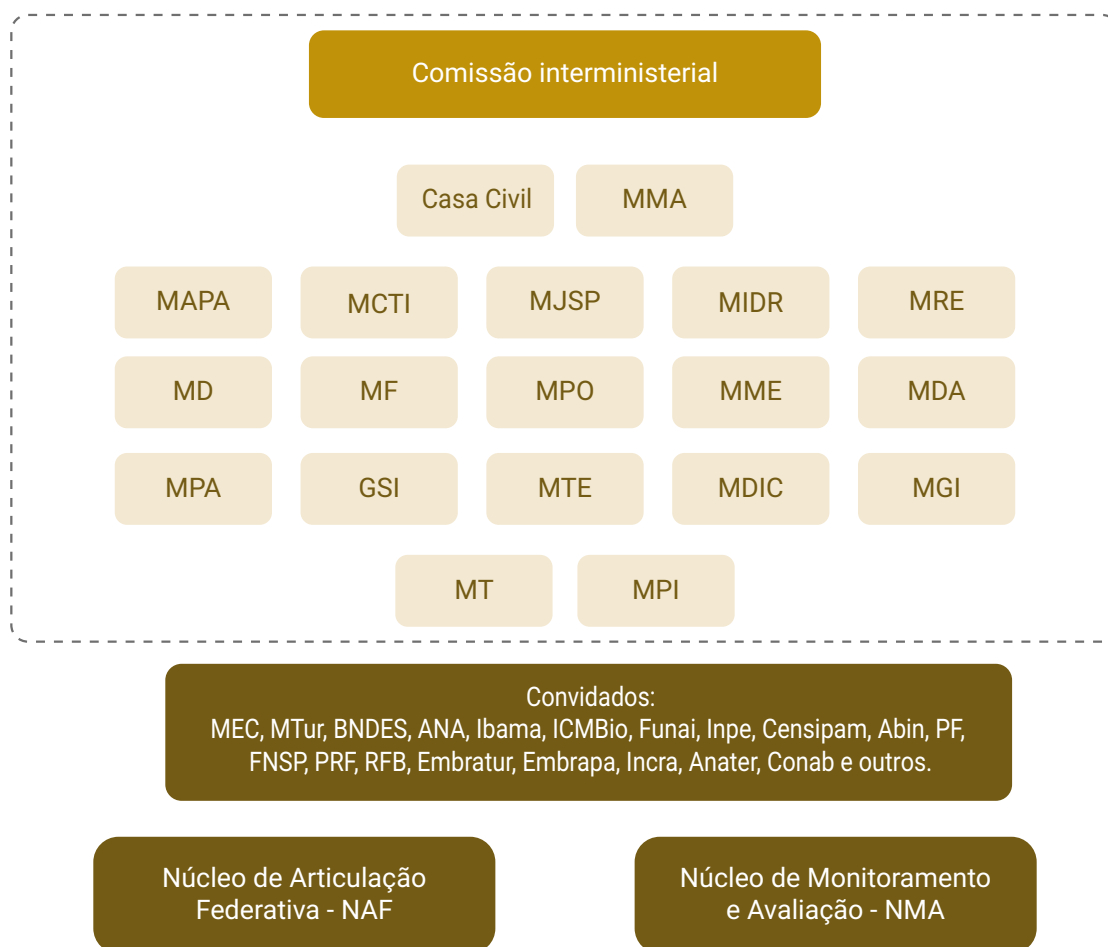 Comissão interministerial
Casa Civil
MMA
MAPA
MCTI
MJSP
MIDR
MRE
MD
MF
MPO
MME
MDA
MPA
GSI
MTE
MDIC
MGI
MT
MPI
Convidados:
MEC, MTur, BNDES, ANA, Ibama, ICMBio, Funai, Inpe, Censipam, Abin, PF,
FNSP, PRF, RFB, Embratur, Embrapa, Incra, Anater, Conab e outros.
Núcleo de Articulação
Federativa - NAF
Núcleo de Monitoramento
e Avaliação - NMA